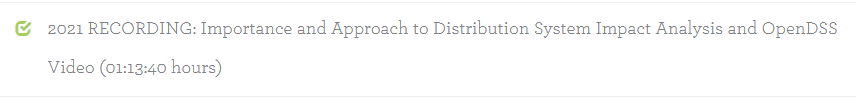 2021 RECORDING: Importance and Approach to Distribution System Impact Analysis and OpenDSS
Video (01:13:40 hours)